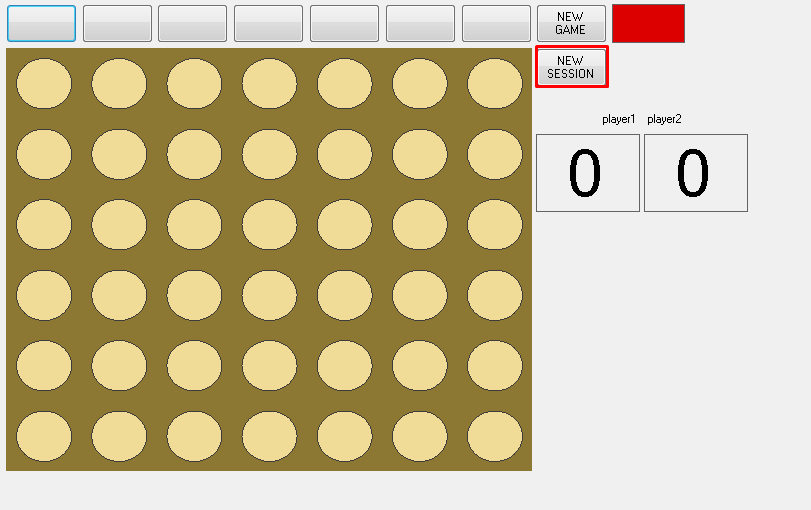 NEW
GAME
NEW
SESSION
player1 player2
0 0